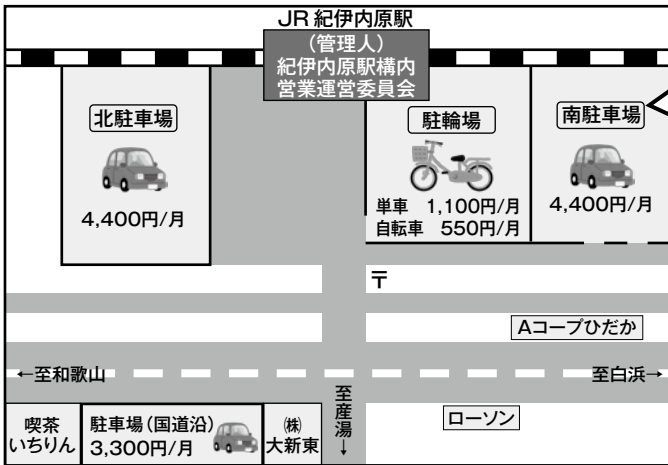 JR 紀伊内原駅
（管理人）
紀伊内原駅構内
営業運営委員会
北駐車場
4,400円/月
駐輪場
単車 1,100円/月
自転車 550円/月
南駐車場
4,400円/月
〒
Aコープひだか
←至和歌山
至白浜→
喫茶
いちりん
駐車場（国道沿）
3,300円/月
㈱
大新東
至産湯↓
ローソン